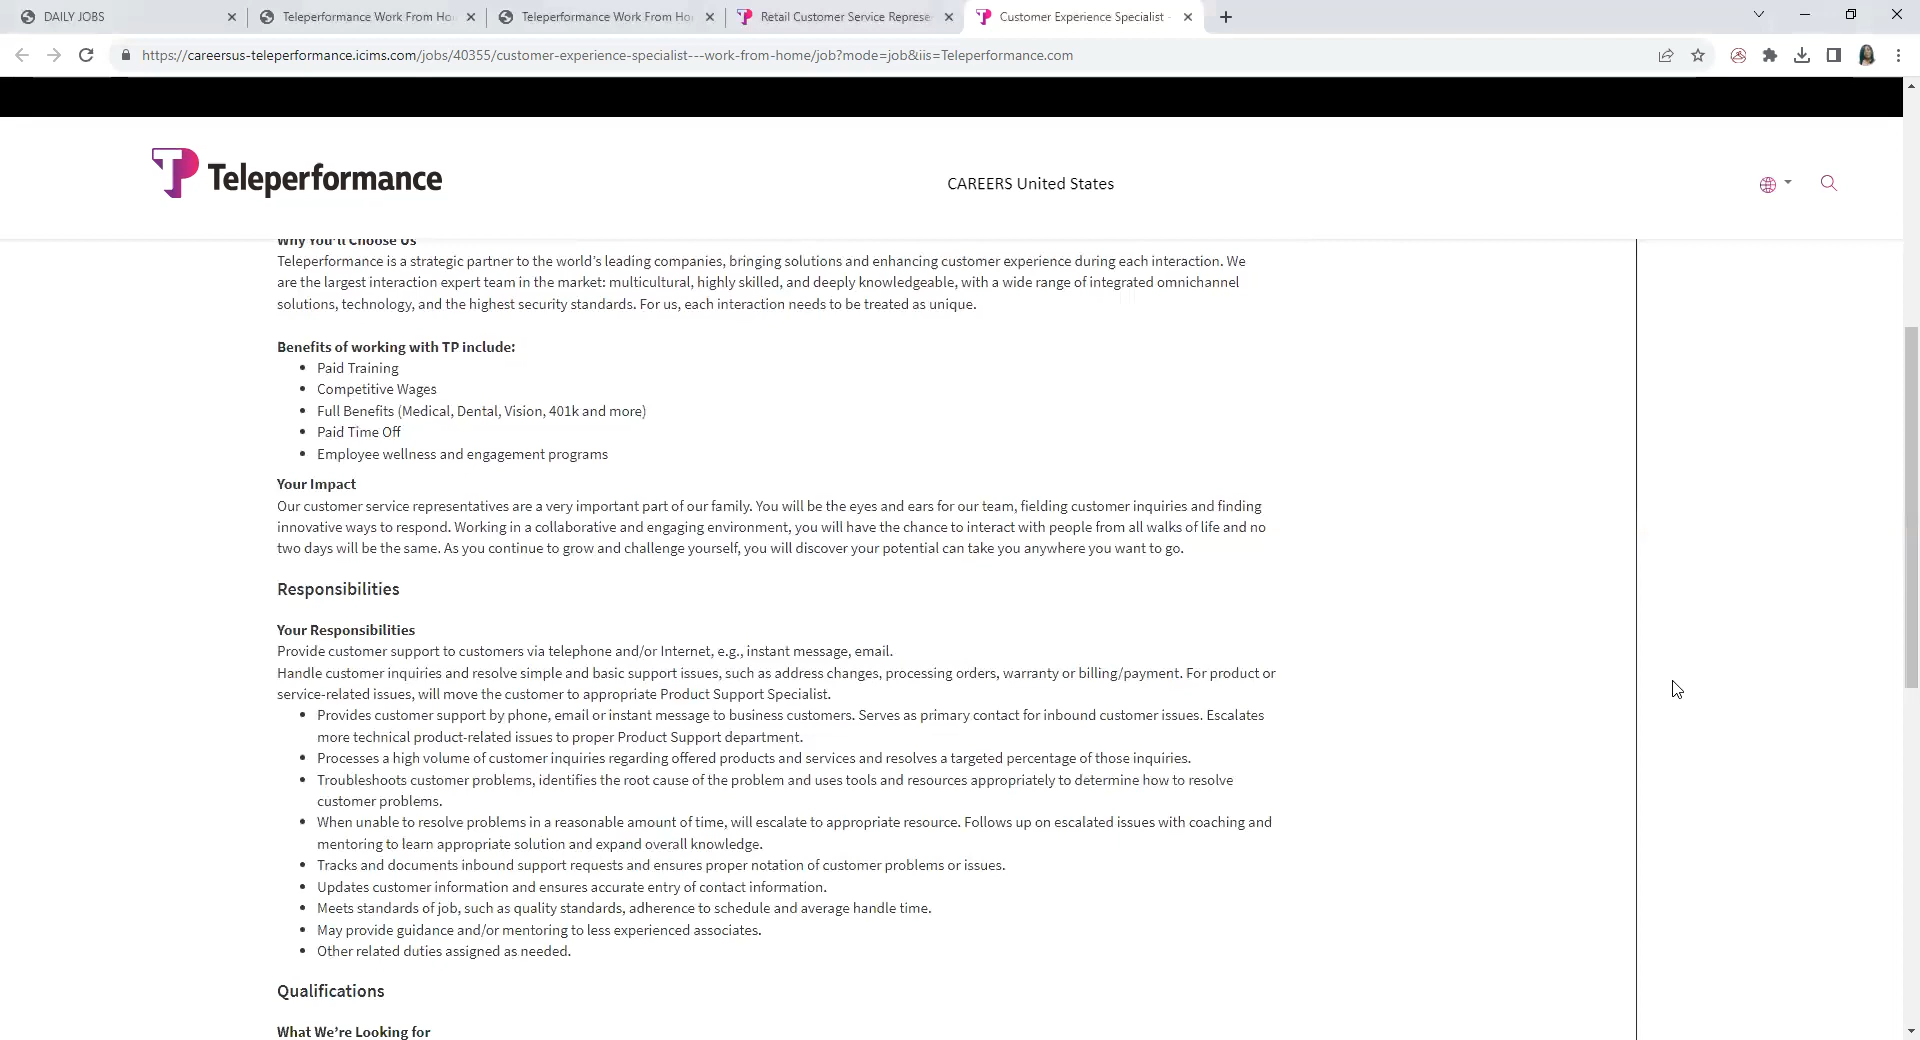 DAILY JOBS
Teleperformance Work From Ho
Teleperformance Work From Ho
Retail Customer Service Represe
Customer Experience Specialist -
https://careersus-teleperformance.icims.com/jobs/40355/customer-experience-specialist---work-from-home/job?mode=job&iis=Teleperformance.com
Teleperformance
CAREERS United States
Why You'll Choose Us
Teleperformance is a strategic partner to the world's leading companies, bringing solutions and enhancing customer experience during each interaction. We
are the largest interaction expert team in the market: multicultural, highly skilled, and deeply knowledgeable, with a wide range of integrated omnichannel
solutions, technology, and the highest security standards. For us, each interaction needs to be treated as unique.
Benefits of working with TP include:
• Paid Training
• Competitive Wages
• Full Benefits (Medical, Dental, Vision, 401k and more)
• Paid Time Off
• Employee wellness and engagement programs
Your Impact
Our customer service representatives are a very important part of our family. You will be the eyes and ears for our team, fielding customer inquiries and finding
innovative ways to respond. Working in a collaborative and engaging environment, you will have the chance to interact with people from all walks of life and no
two days will be the same. As you continue to grow and challenge yourself, you will discover your potential can take you anywhere you want to go.
Responsibilities
Your Responsibilities
Provide customer support to customers via telephone and/or Internet, e.g., instant message, email.
Handle customer inquiries and resolve simple and basic support issues, such as address changes, processing orders, warranty or billing/payment. For product or
service-related issues, will move the customer to appropriate Product Support Specialist.
• Provides customer support by phone, email or instant message to business customers. Serves as primary contact for inbound customer issues. Escalates
more technical product-related issues to proper Product Support department.
• Processes a high volume of customer inquiries regarding offered products and services and resolves a targeted percentage of those inquiries.
• Troubleshoots customer problems, identifies the root cause of the problem and uses tools and resources appropriately to determine how to resolve
customer problems.
• When unable to resolve problems in a reasonable amount of time, will escalate to appropriate resource. Follows up on escalated issues with coaching and
mentoring to learn appropriate solution and expand overall knowledge.
• Tracks and documents inbound support requests and ensures proper notation of customer problems or issues.
• Updates customer information and ensures accurate entry of contact information.
• Meets standards of job, such as quality standards, adherence to schedule and average handle time.
• May provide guidance and/or mentoring to less experienced associates.
• Other related duties assigned as needed.
Qualifications
What We're Looking for